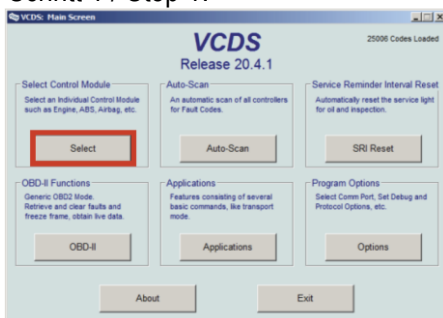 VCDS: Main Screen
VCDS
Release 20.4.1
25006 Codes Loaded
Select Control Module
Select an Individual Control Module
such as Engine, ABS, Airbag, etc.
Select
Auto-Scan
An automatic scan of all controllers
for Fault Codes.
Auto-Scan
Service Reminder Interval Reset
Automatically reset the service light
for oil and inspection.
SRI Reset
OBD-II Functions
Generic OBD2 Mode.
Retrieve and clear faults and
freeze frame, obtain live data.
OBD-II
Applications
Features consisting of several
basic commands, like transport
mode.
Applications
Program Options
Select Comm Port, Set Debug and
Protocol Options, etc.
Options
About
Exit